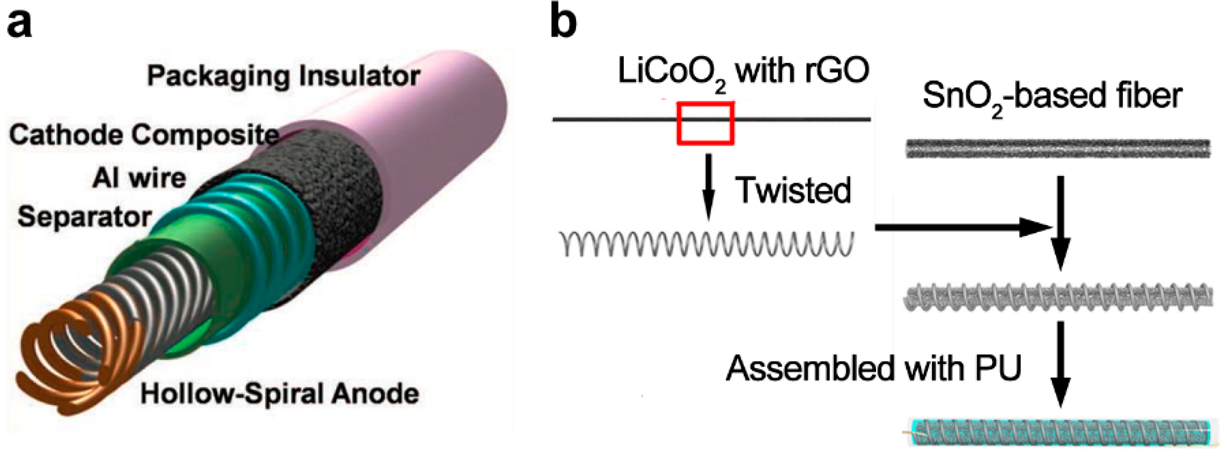 a
Packaging Insulator
Cathode Composite
Al wire
Separator
Hollow-Spiral Anode
b
LiCoO₂ with rGO
SnO₂-based fiber
Twisted
Assembled with PU